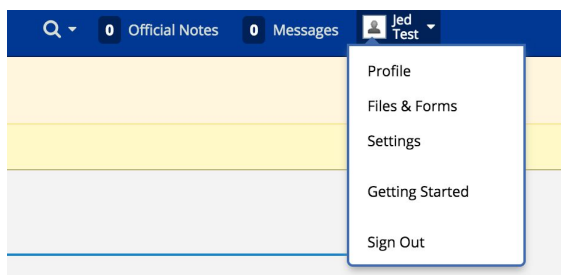 0 Official Notes 0 Messages Jed
Test
Profile
Files & Forms
Settings
Getting Started
Sign Out